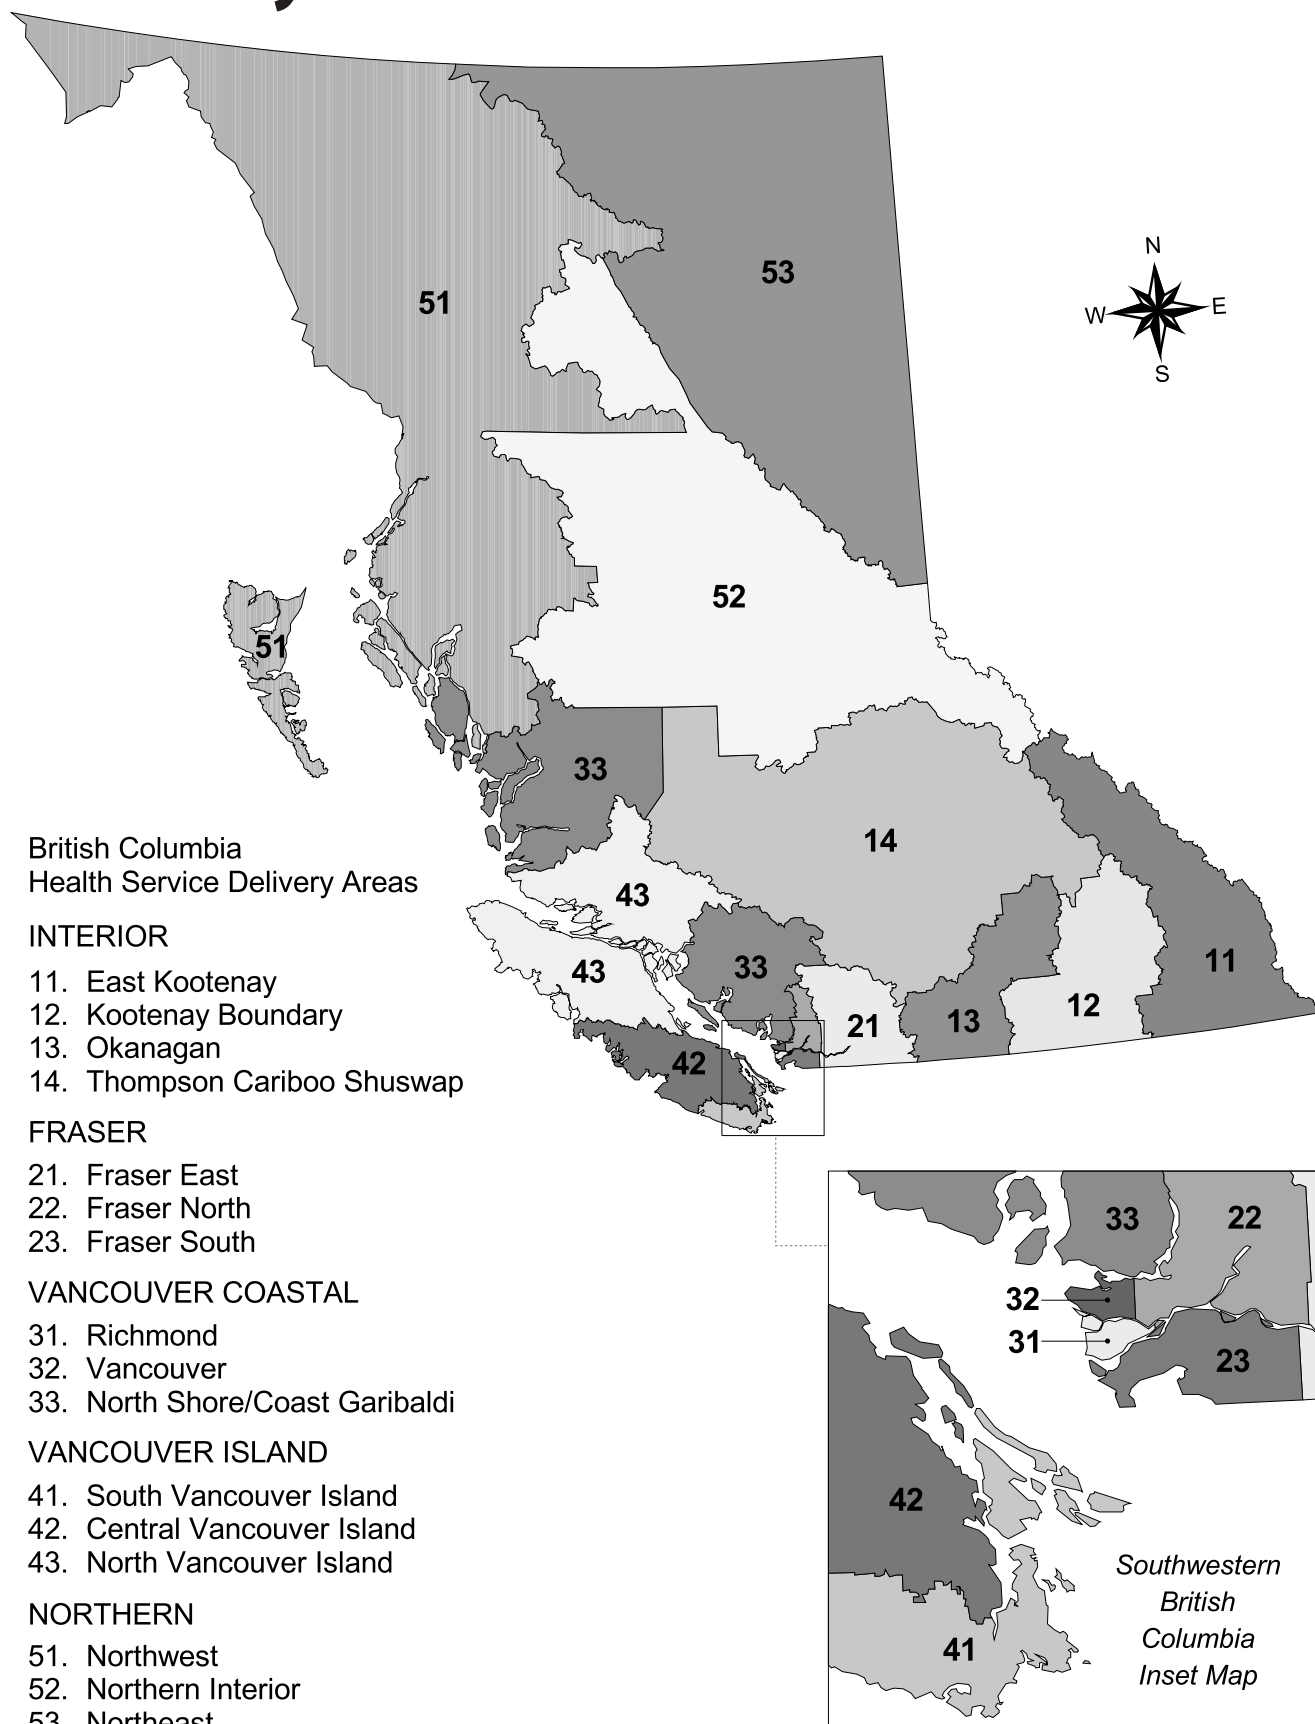 N
W E
S
53
51
52
51
33
14
43
43
33
11
12
13
21
42
British Columbia
Health Service Delivery Areas
INTERIOR
11. East Kootenay
12. Kootenay Boundary
13. Okanagan
14. Thompson Cariboo Shuswap
FRASER
21. Fraser East
22. Fraser North
23. Fraser South
VANCOUVER COASTAL
31. Richmond
32. Vancouver
33. North Shore/Coast Garibaldi
VANCOUVER ISLAND
41. South Vancouver Island
42. Central Vancouver Island
43. North Vancouver Island
NORTHERN
51. Northwest
52. Northern Interior
53. Northeast
33
22
32
31
23
42
41
Southwestern
British
Columbia
Inset Map